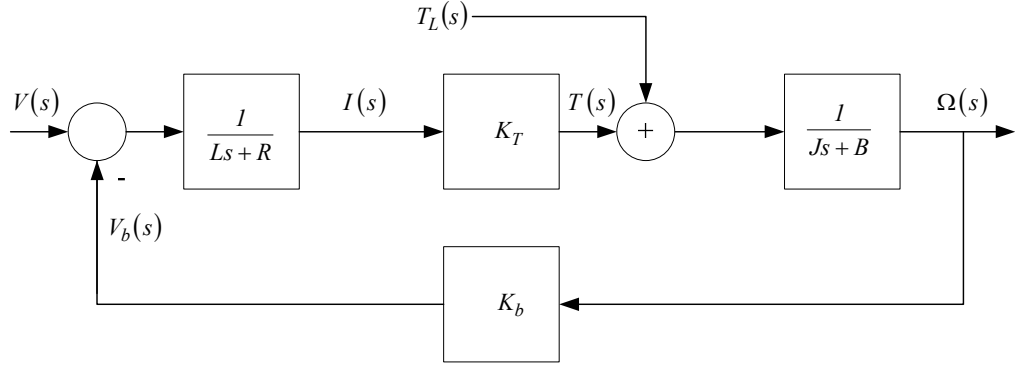 T_L(s)
V(s)
1/(Ls + R)
I(s)
K_T
T(s)
+
1/(Js + B)
Ω(s)
-
V_b(s)
K_b